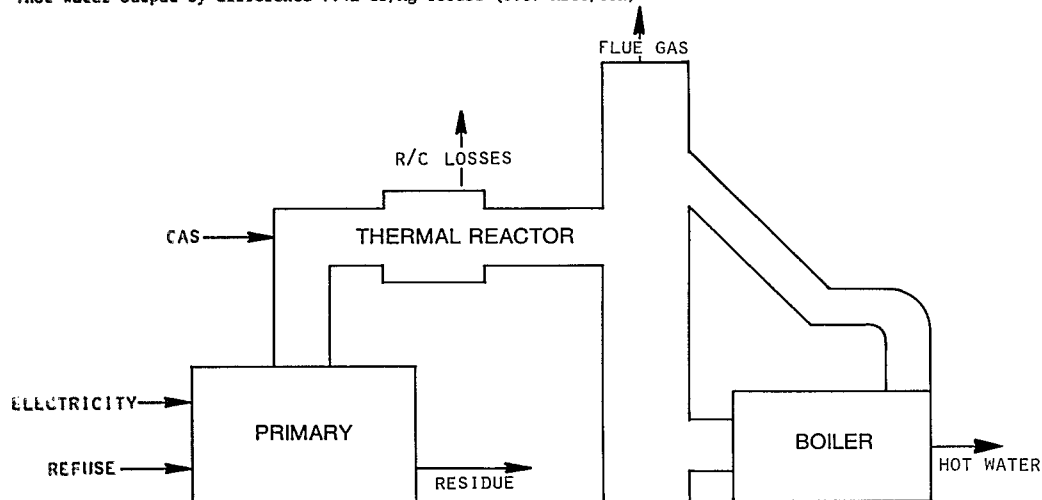 FLUE GAS
R/C LOSSES
CAS
THERMAL REACTOR
ELECTRICITY
PRIMARY
BOILER
REFUSE
HOT WATER
RESIDUE